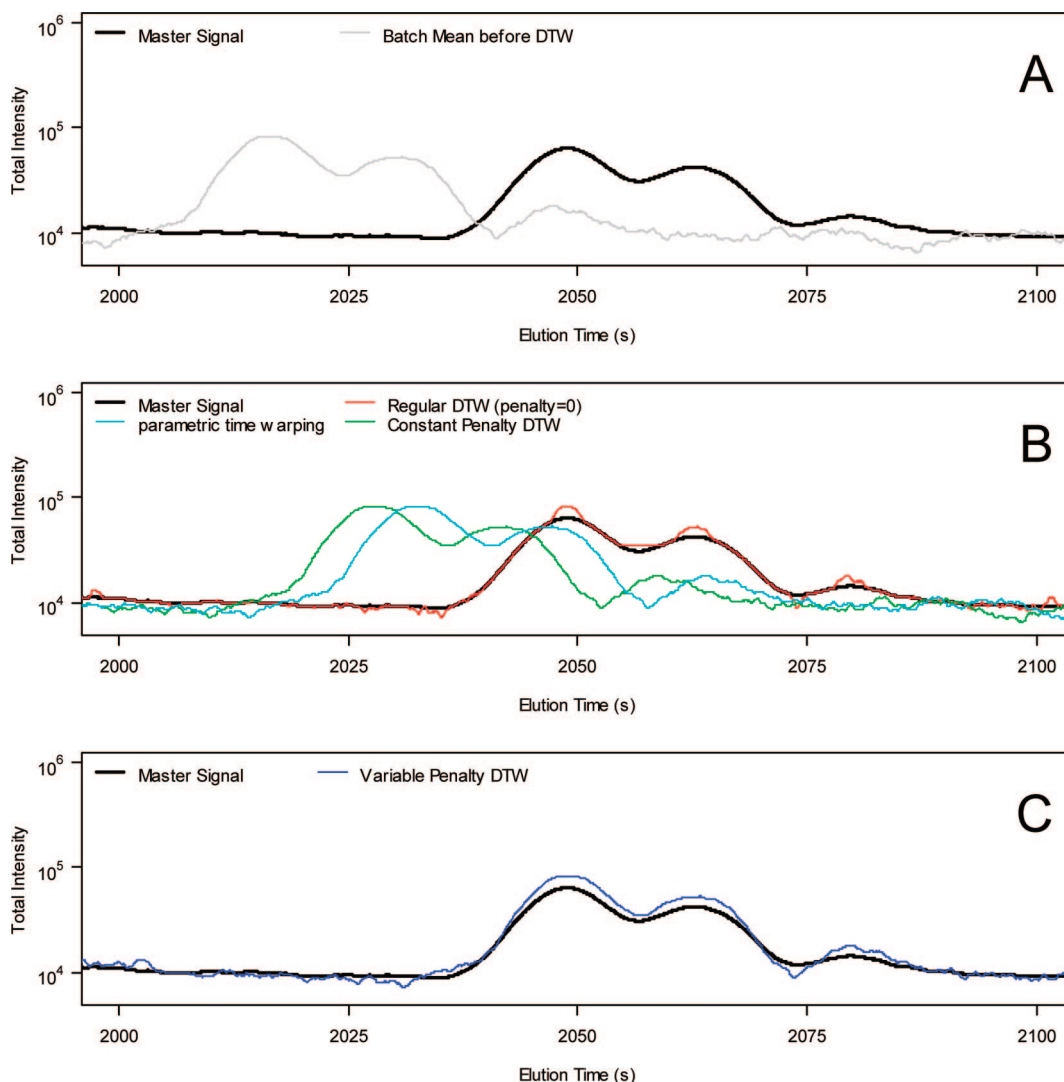 10^6
Master Signal Batch Mean before DTW
A
Total Intensity
10^5
10^4
2000 2025 2050 2075 2100
Elution Time (s)
10^6
Master Signal Regular DTW (penalty=0)
parametric time w arping Constant Penalty DTW
B
Total Intensity
10^5
10^4
2000 2025 2050 2075 2100
Elution Time (s)
10^6
Master Signal Variable Penalty DTW
C
Total Intensity
10^5
10^4
2000 2025 2050 2075 2100
Elution Time (s)